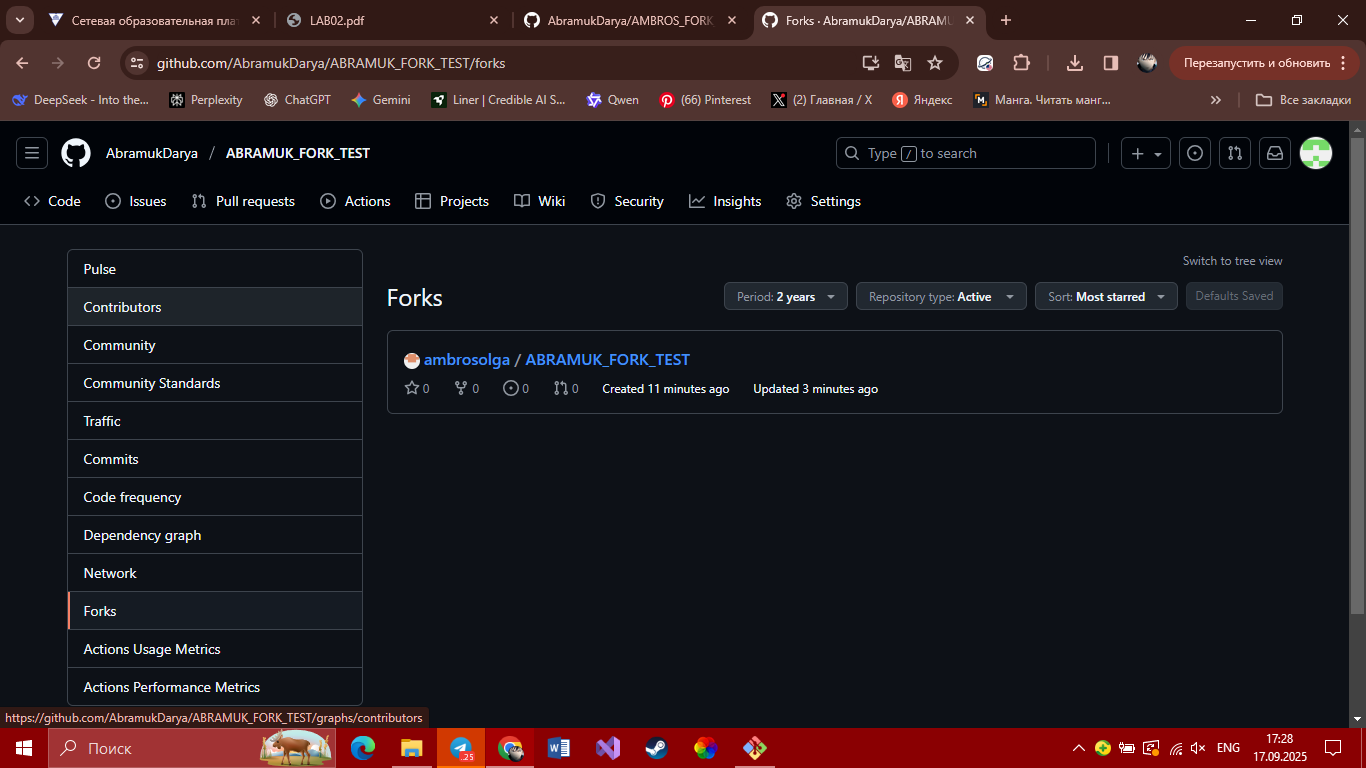 Сетевая образовательная пла
LAB02.pdf
AbramukDarya/AMBROS_FORK_
Forks · AbramukDarya/ABRAMU
github.com/AbramukDarya/ABRAMUK_FORK_TEST/forks
Перезапустить и обновить
DeepSeek - Into the...
Perplexity
ChatGPT
Gemini
Liner | Credible AI S...
Qwen
(66) Pinterest
(2) Главная / X
Яндекс
Манга. Читать манг...
Все закладки
AbramukDarya / ABRAMUK_FORK_TEST
Type / to search
Code
Issues
Pull requests
Actions
Projects
Wiki
Security
Insights
Settings
Pulse
Contributors
Community
Community Standards
Traffic
Commits
Code frequency
Dependency graph
Network
Forks
Actions Usage Metrics
Actions Performance Metrics
Switch to tree view
Forks
Period: 2 years
Repository type: Active
Sort: Most starred
Defaults Saved
ambrosolga / ABRAMUK_FORK_TEST
0 0 0 0 Created 11 minutes ago Updated 3 minutes ago
https://github.com/AbramukDarya/ABRAMUK_FORK_TEST/graphs/contributors
Поиск
25
ENG
17:28
17.09.2025